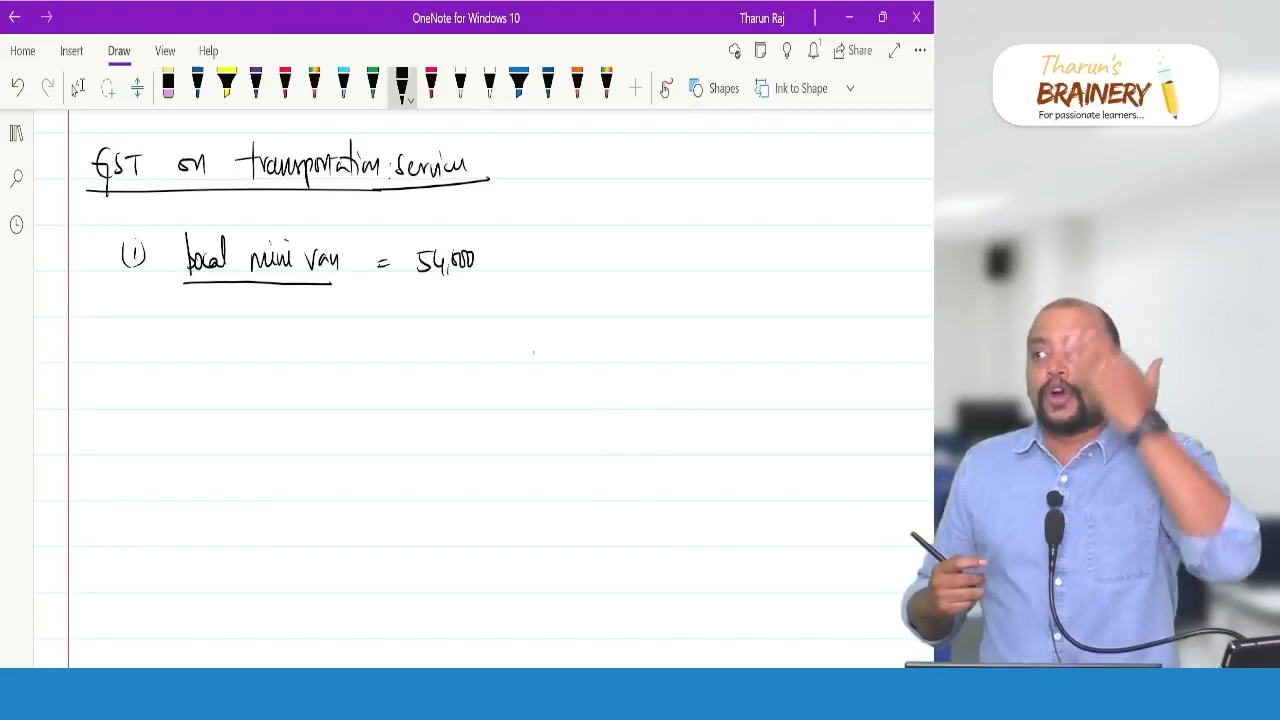 OneNote for Windows 10
Tharun Raj
Home Insert Draw View Help
Share
Shapes
Ink to Shape
Tharun's
BRAINERY
For passionate learners...
GST on transportation service
(i) local mini van = 54,000